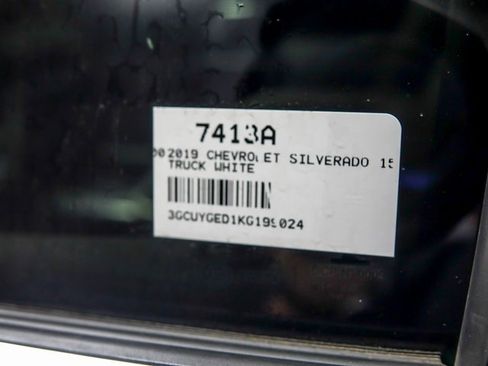 7413A
002019 CHEVROLET SILVERADO 15
TRUCK WHITE
3GCUYGED1KG199024